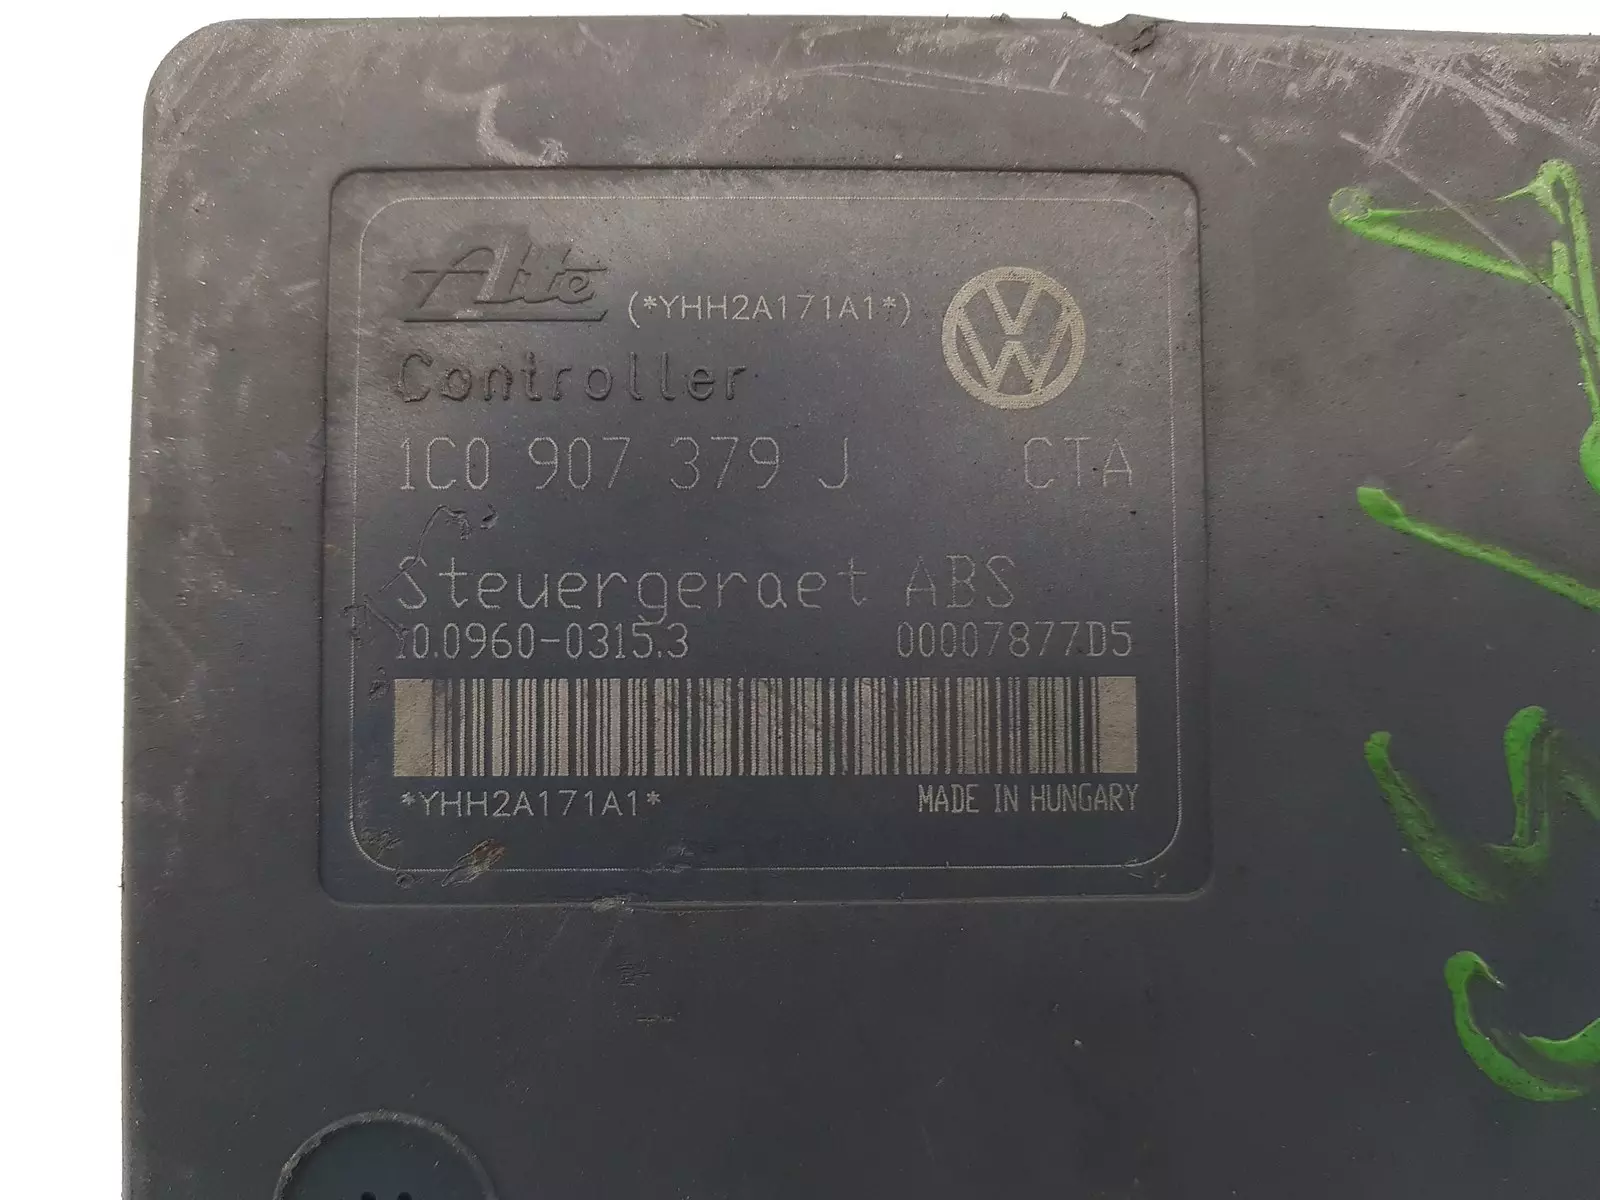 Ate (*YHH2A171A1*)
Controller
1C0 907 379 J CTA
Steuergeraet ABS
10.0960-0315.3 00007877D5
*YHH2A171A1* MADE IN HUNGARY